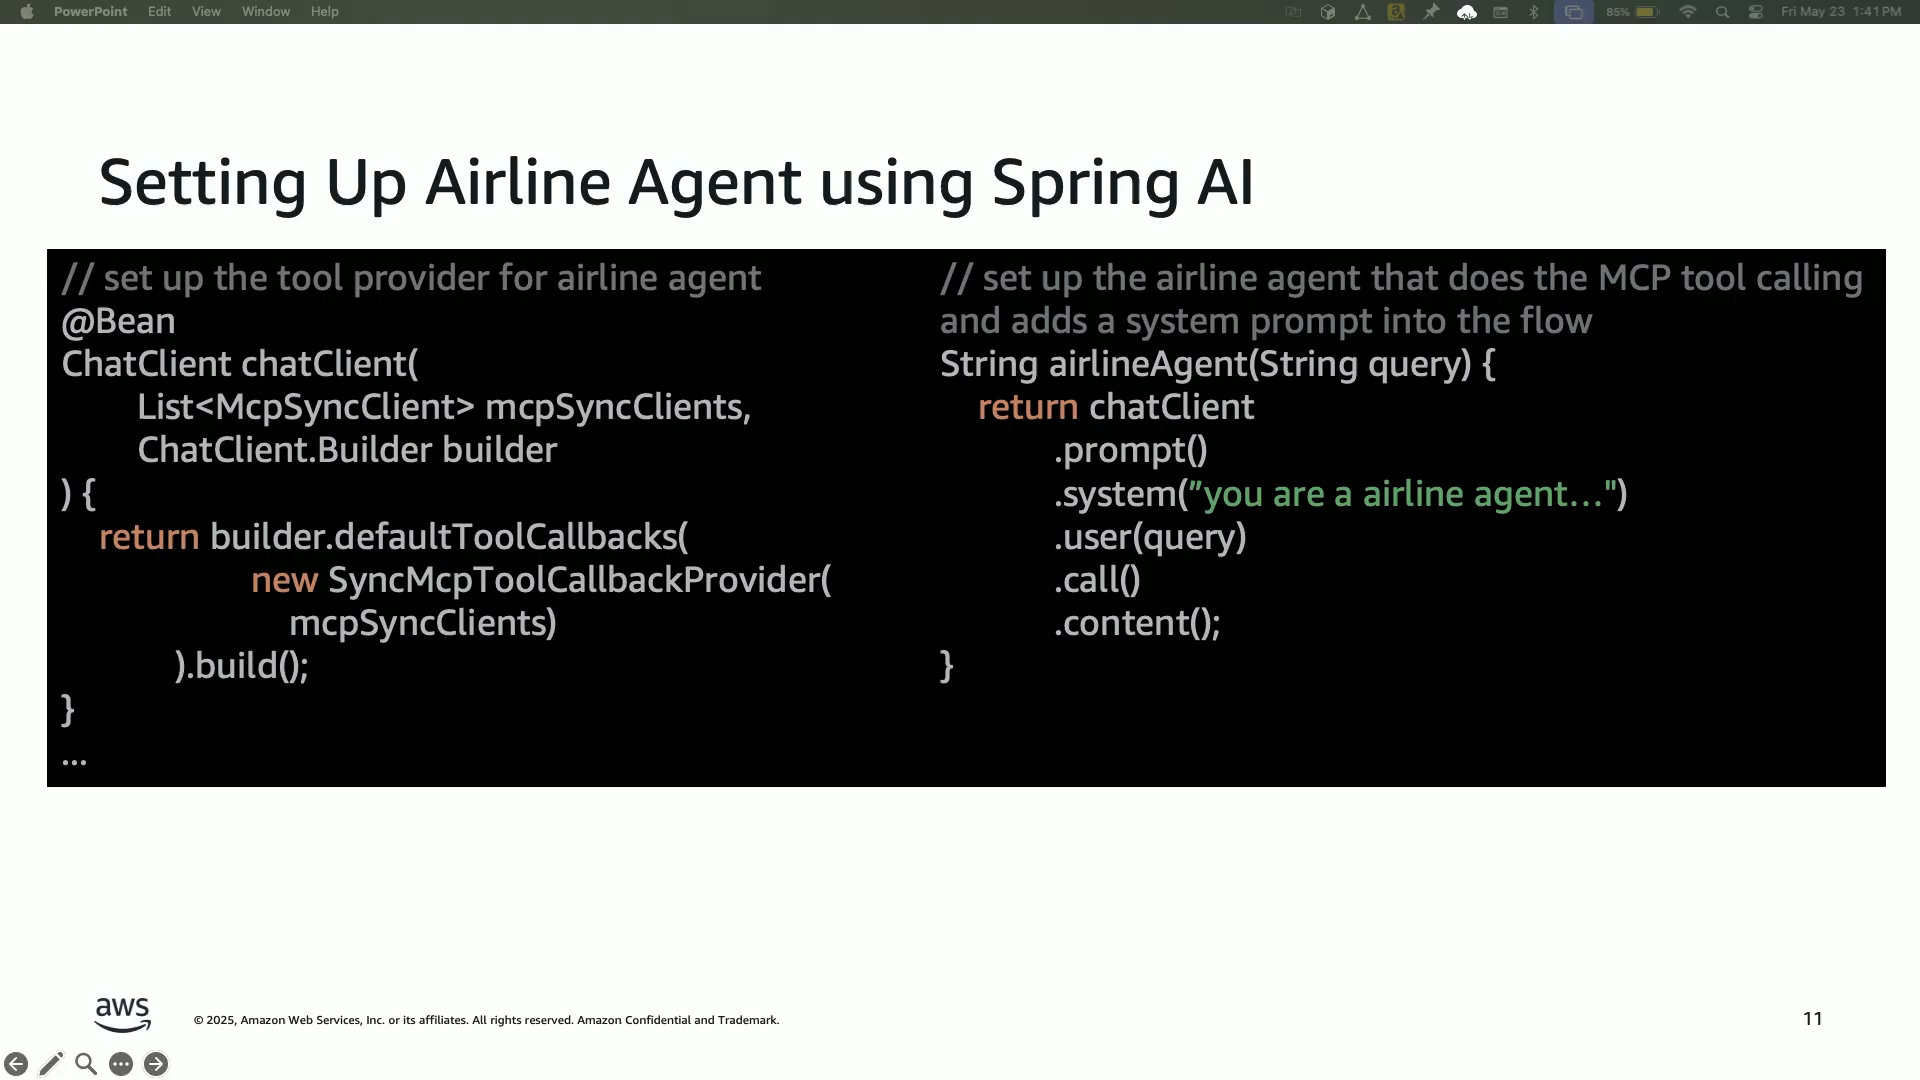 PowerPoint Edit View Window Help
85% Fri May 23 1:41 PM
Setting Up Airline Agent using Spring AI
// set up the tool provider for airline agent
@Bean
ChatClient chatClient(
List<McpSyncClient> mcpSyncClients,
ChatClient.Builder builder
) {
return builder.defaultToolCallbacks(
new SyncMcpToolCallbackProvider(
mcpSyncClients)
).build();
}
...
// set up the airline agent that does the MCP tool calling
and adds a system prompt into the flow
String airlineAgent(String query) {
return chatClient
.prompt()
.system(”you are a airline agent…")
.user(query)
.call()
.content();
}
aws
© 2025, Amazon Web Services, Inc. or its affiliates. All rights reserved. Amazon Confidential and Trademark.
11